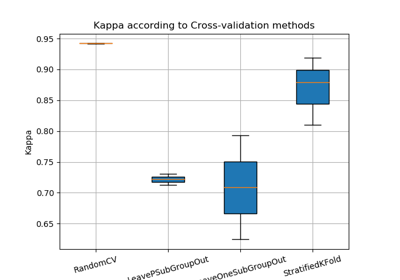 Kappa according to Cross-validation methods
0.95
0.90
0.85
0.80
0.75
0.70
0.65
Kappa
RandomCV
LeavePSubGroupOut
LeaveOneSubGroupOut
StratifiedKFold